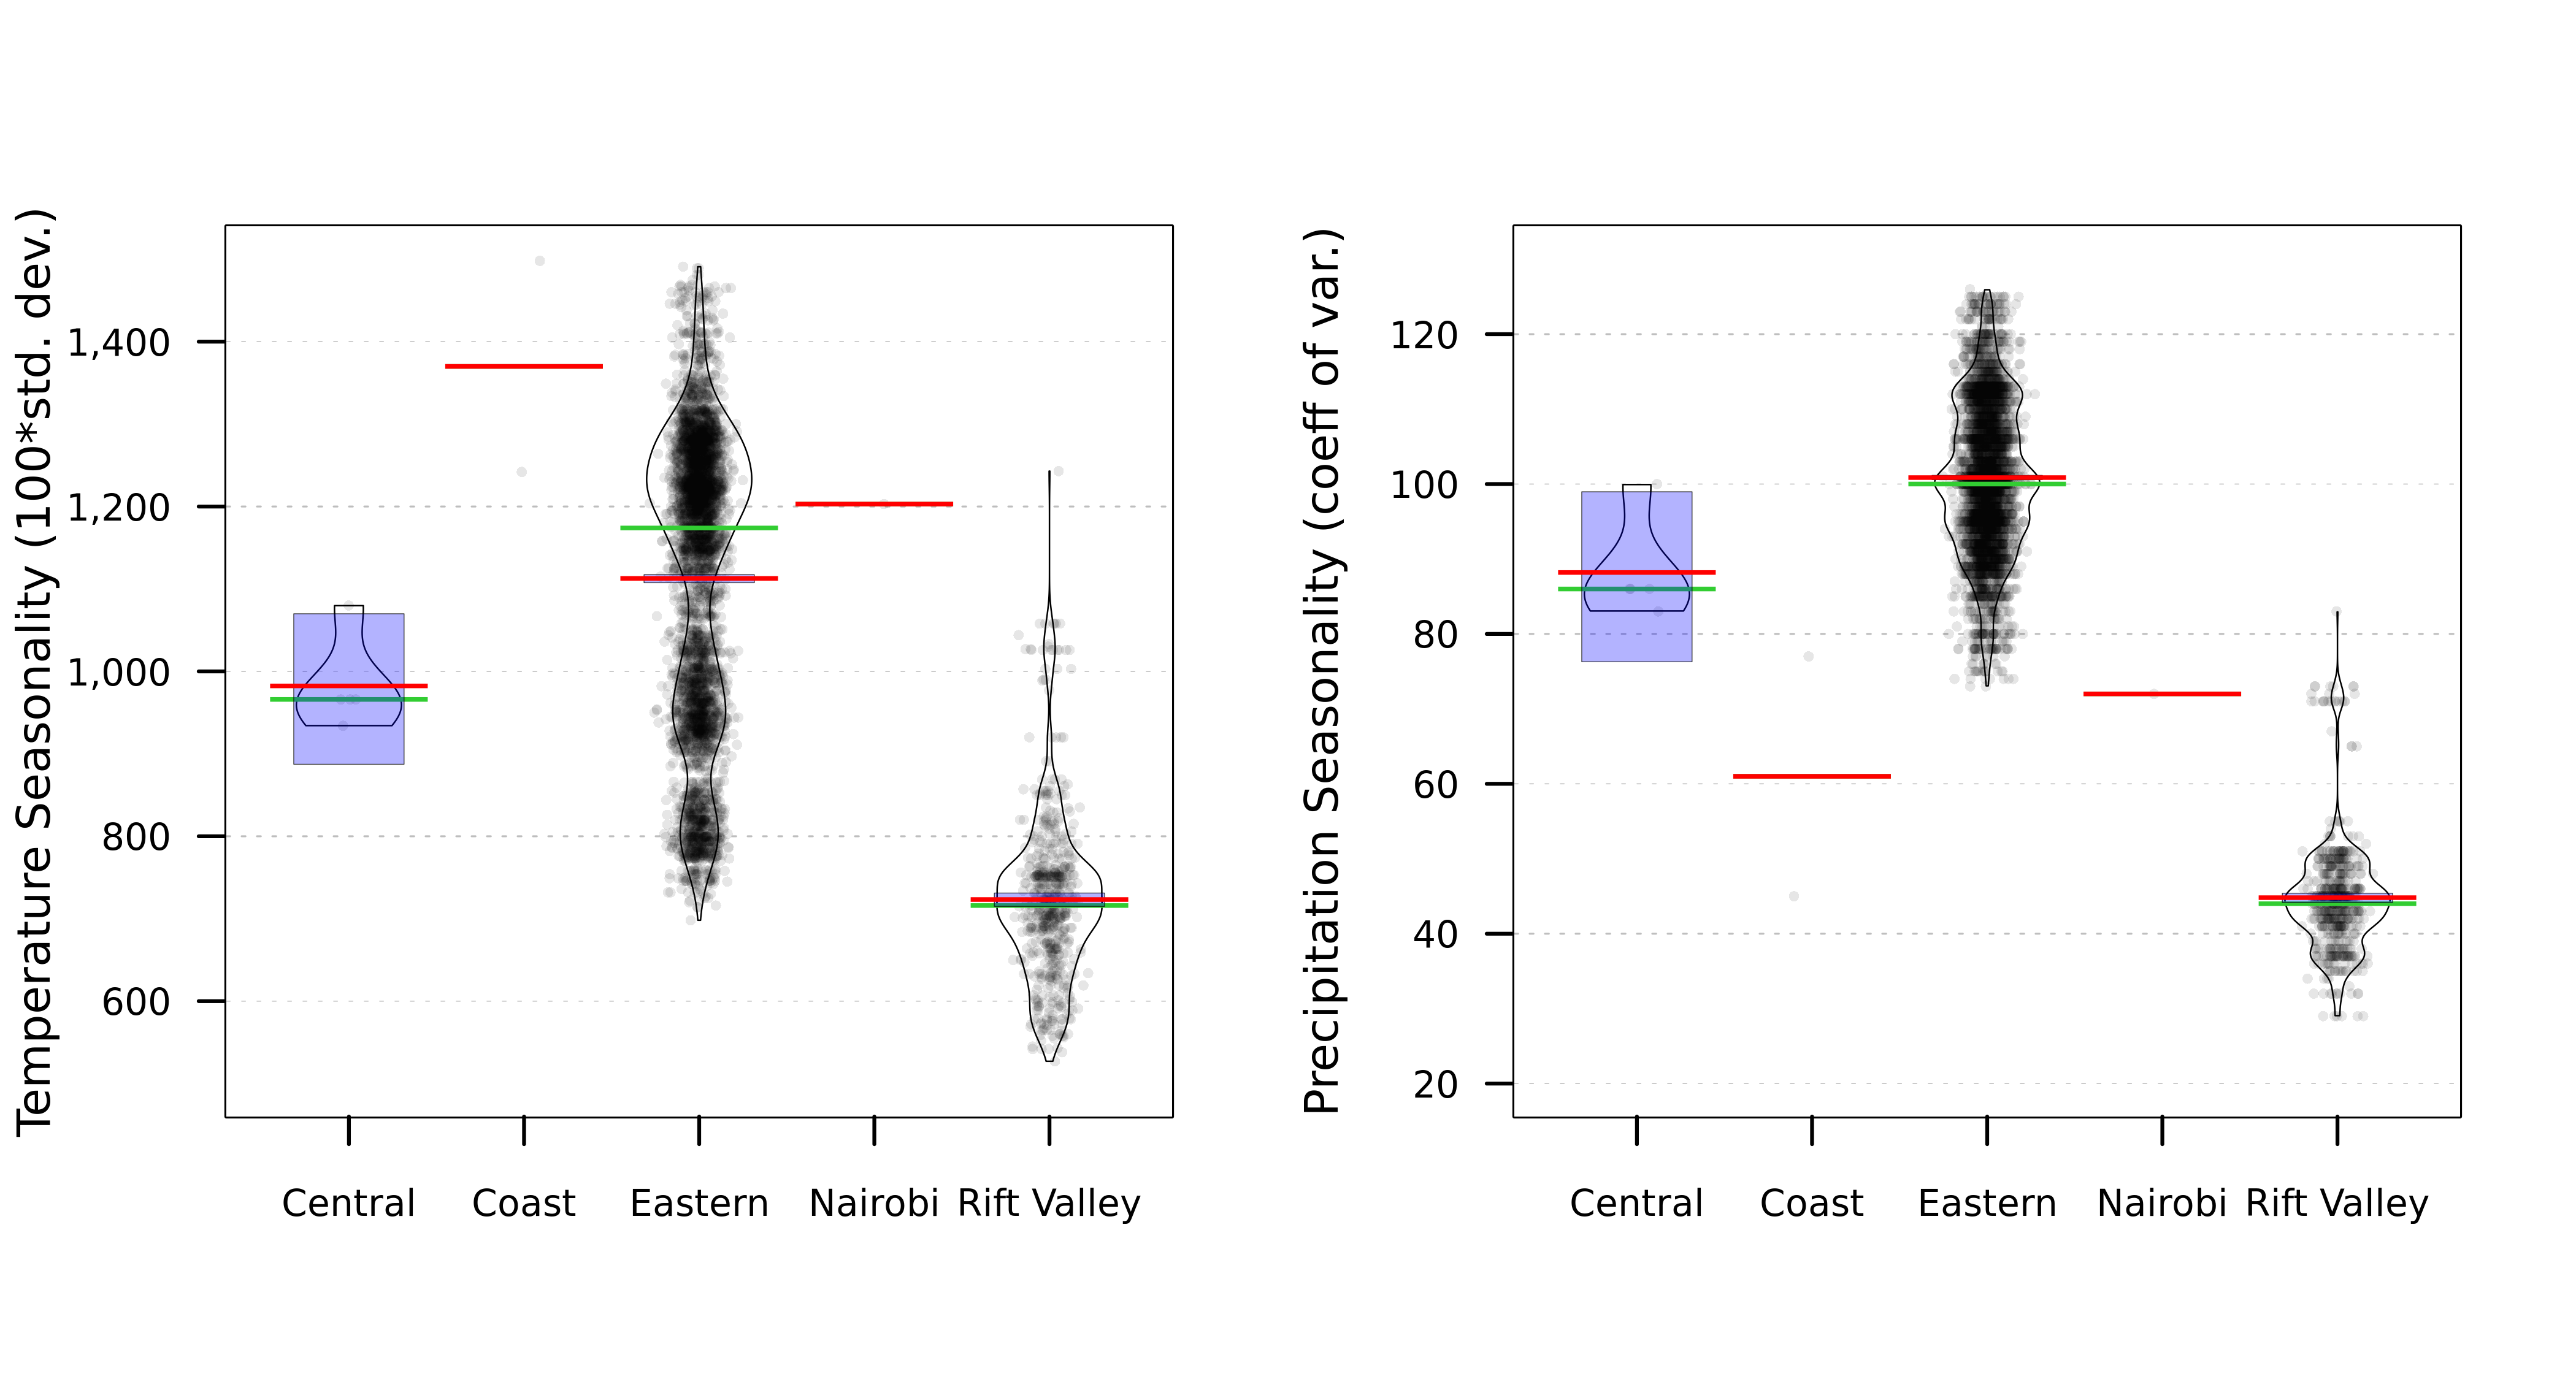 Temperature Seasonality (100*std. dev.)
1,400
1,200
1,000
800
600
Central Coast Eastern Nairobi Rift Valley
Precipitation Seasonality (coeff of var.)
120
100
80
60
40
20
Central Coast Eastern Nairobi Rift Valley